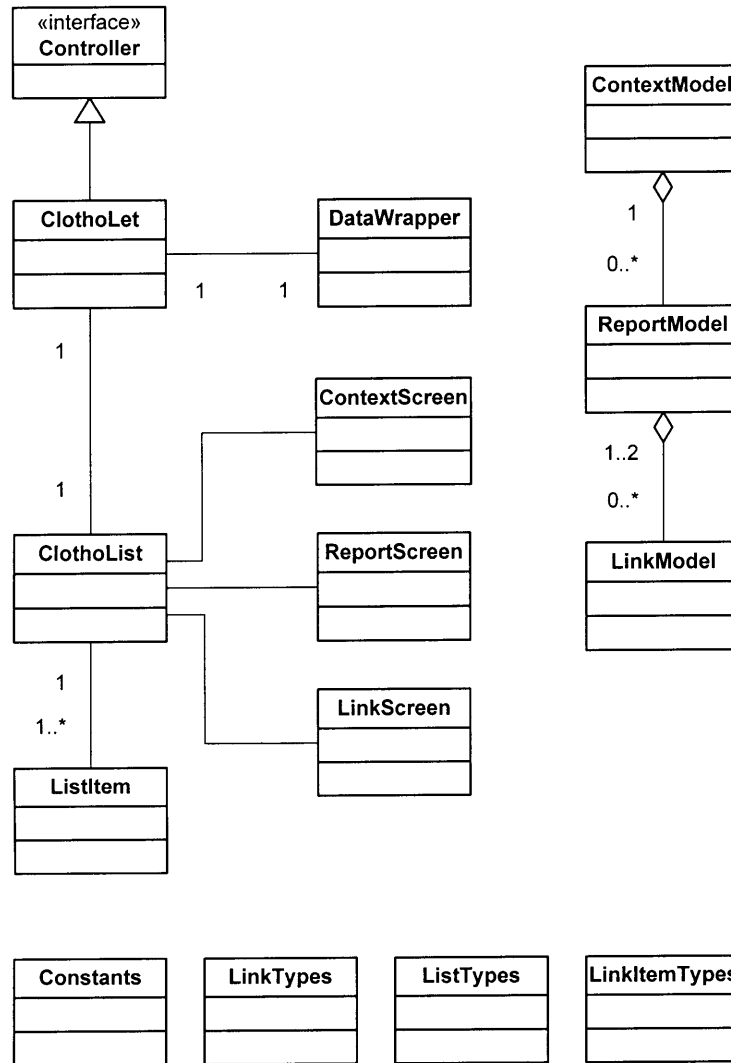 «interface»
Controller
ContextModel
ClothoLet
DataWrapper
1
0..*
1
1
ReportModel
1
ContextScreen
1..2
0..*
1
ClothoList
ReportScreen
LinkModel
1
1..*
LinkScreen
ListItem
Constants
LinkTypes
ListTypes
LinkItemTypes